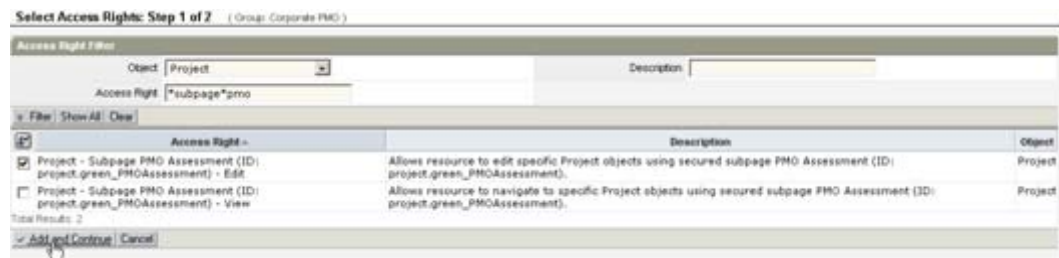 Select Access Rights: Step 1 of 2 ( Group: Corporate PMO )
Access Right Filter
Object Project Description
Access Right *subpage*pmo
Filter Show All Clear
Access Right Description Object
Project - Subpage PMO Assessment (ID: Allows resource to edit specific Project objects using secured subpage PMO Assessment (ID: Project
project.green_PMOAssessment) - Edit project.green_PMOAssessment).
Project - Subpage PMO Assessment (ID: Allows resource to navigate to specific Project objects using secured subpage PMO Assessment (ID: Project
project.green_PMOAssessment) - View project.green_PMOAssessment).
Total Results: 2
Add and Continue Cancel